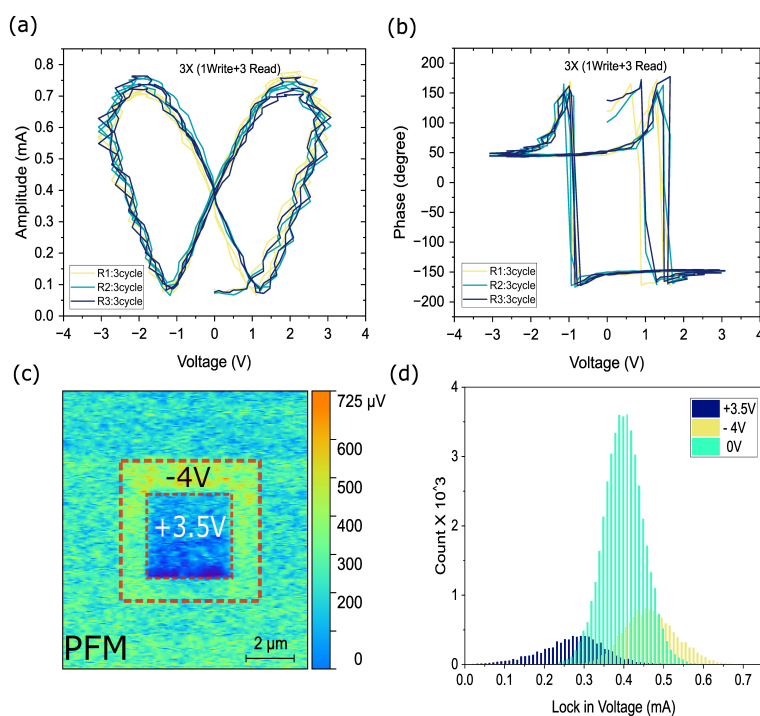 (a)
3X (1Write+3 Read)
0.8
0.7
0.6
0.5
0.4
0.3
0.2
0.1
0.0
Amplitude (mA)
R1:3cycle
R2:3cycle
R3:3cycle
−4 −3 −2 −1 0 1 2 3 4
Voltage (V)
(b)
3X (1Write+3 Read)
200
150
100
50
0
−50
−100
−150
−200
Phase (degree)
R1:3cycle
R2:3cycle
R3:3cycle
−4 −3 −2 −1 0 1 2 3 4
Voltage (V)
(c)
-4V
+3.5V
PFM
2 µm
725 µV
600
500
400
300
200
100
0
(d)
4
3
2
1
0
Count X 10^3
+3.5V
- 4V
0V
0.0 0.1 0.2 0.3 0.4 0.5 0.6 0.7
Lock in Voltage (mA)